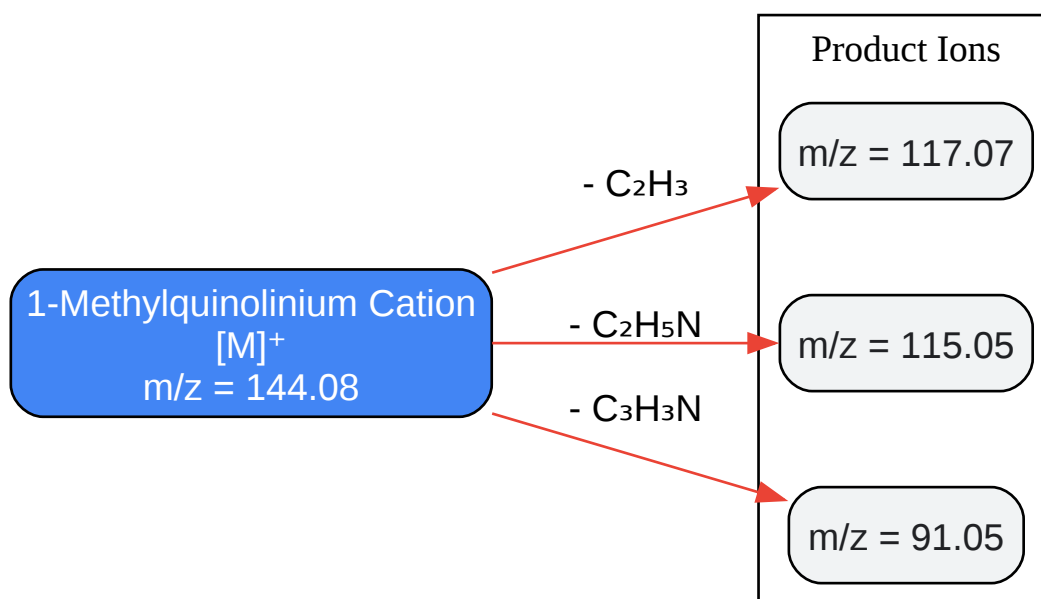 Product Ions
m/z = 117.07
- C₂H₃
1-Methylquinolinium Cation
[M]⁺
m/z = 144.08
- C₂H₅N
m/z = 115.05
- C₃H₃N
m/z = 91.05